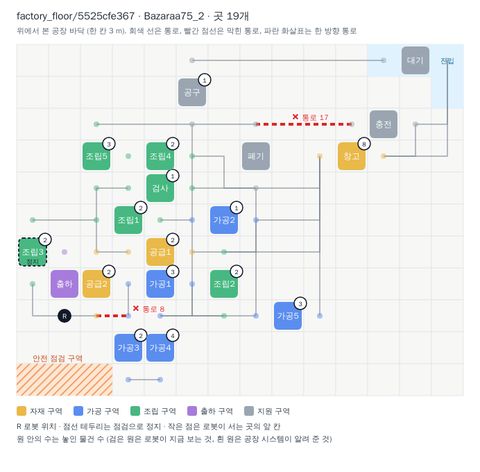 factory_floor/5525cfe367 · Bazaraa75_2 · 곳 19개
위에서 본 공장 바닥 (한 칸 3 m). 회색 선은 통로, 빨간 점선은 막힌 통로, 파란 화살표는 한 방향 통로
대기
진입
1
공구
✕ 통로 17
충전
3
조립5
2
조립4
폐기
8
창고
1
검사
2
조립1
1
가공2
2
조립3
정지
출하
2
공급2
2
공급1
3
가공1
2
조립2
R
✕ 통로 8
3
가공5
2
가공3
4
가공4
안전 점검 구역
자재 구역
가공 구역
조립 구역
출하 구역
지원 구역
R 로봇 위치 · 점선 테두리는 점검으로 정지 · 작은 점은 로봇이 서는 곳의 앞 칸
원 안의 수는 놓인 물건 수 (검은 원은 로봇이 지금 보는 것, 흰 원은 공장 시스템이 알려 준 것)